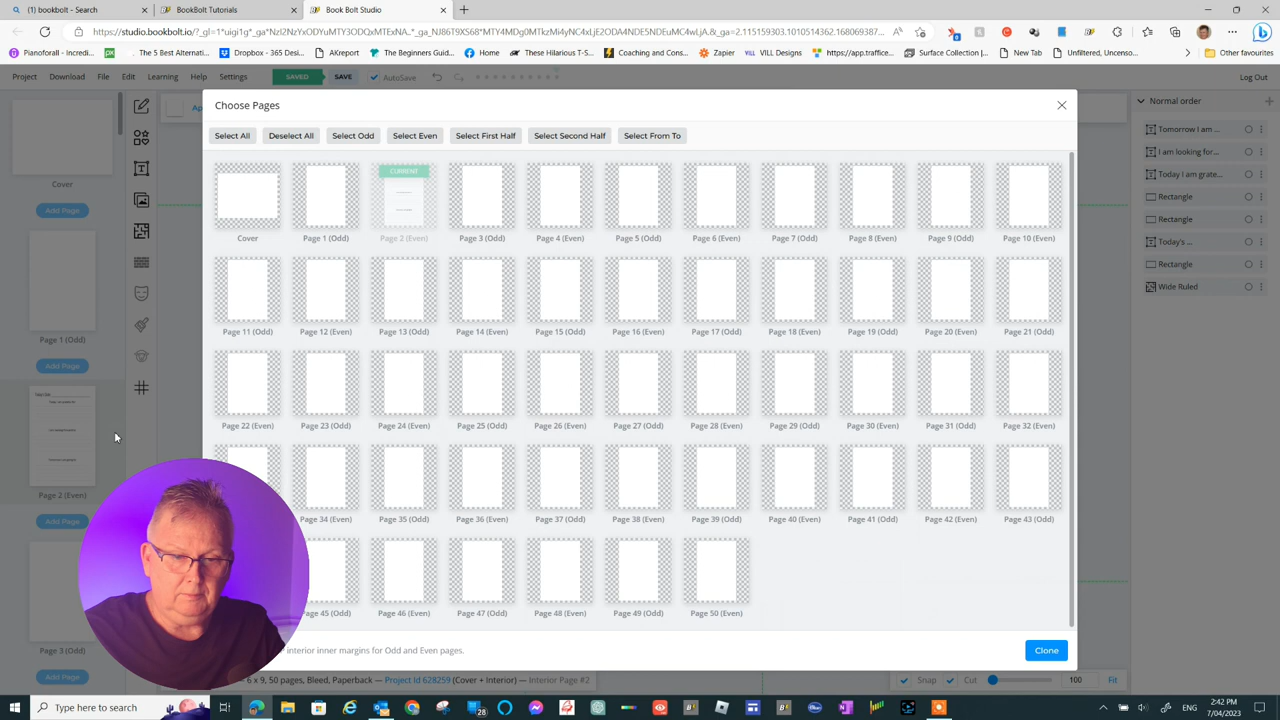 (1) bookbolt - Search
BookBolt Tutorials
Book Bolt Studio
Pianoforall - Incredi...
The 5 Best Alternati...
Dropbox - 365 Desi...
AKreport
The Beginners Guide...
Home
These Hilarious T-S...
Coaching and Cons...
Zapier
VILL Designs
https://app.traffice...
Surface Collection |...
New Tab
Unfiltered, Uncenso...
Other favourites
Project Download File Edit Learning Help Settings SAVED SAVE AutoSave Log Out
Choose Pages
Select All Deselect All Select Odd Select Even Select First Half Select Second Half Select From To
CURRENT
Cover Page 1 (Odd) Page 2 (Even) Page 3 (Odd) Page 4 (Even) Page 5 (Odd) Page 6 (Even) Page 7 (Odd) Page 8 (Even) Page 9 (Odd) Page 10 (Even)
Page 11 (Odd) Page 12 (Even) Page 13 (Odd) Page 14 (Even) Page 15 (Odd) Page 16 (Even) Page 17 (Odd) Page 18 (Even) Page 19 (Odd) Page 20 (Even) Page 21 (Odd)
Page 22 (Even) Page 23 (Odd) Page 24 (Even) Page 25 (Odd) Page 26 (Even) Page 27 (Odd) Page 28 (Even) Page 29 (Odd) Page 30 (Even) Page 31 (Odd) Page 32 (Even)
Page 34 (Even) Page 35 (Odd) Page 36 (Even) Page 37 (Odd) Page 38 (Even) Page 39 (Odd) Page 40 (Even) Page 41 (Odd) Page 42 (Even) Page 43 (Odd)
Page 45 (Odd) Page 46 (Even) Page 47 (Odd) Page 48 (Even) Page 49 (Odd) Page 50 (Even)
interior inner margins for Odd and Even pages.
Clone
Cover
Add Page
Page 1 (Odd)
Add Page
Page 2 (Even)
Add Page
Page 3 (Odd)
Add Page
Normal order
Tomorrow I am ...
I am looking for...
Today I am grate...
Rectangle
Rectangle
Today's ...
Rectangle
Wide Ruled
6 x 9, 50 pages, Bleed, Paperback — Project Id 628259 (Cover + Interior) — Interior Page #2
Snap Cut 100 Fit
Type here to search
28
ENG
2:42 PM
7/04/2023